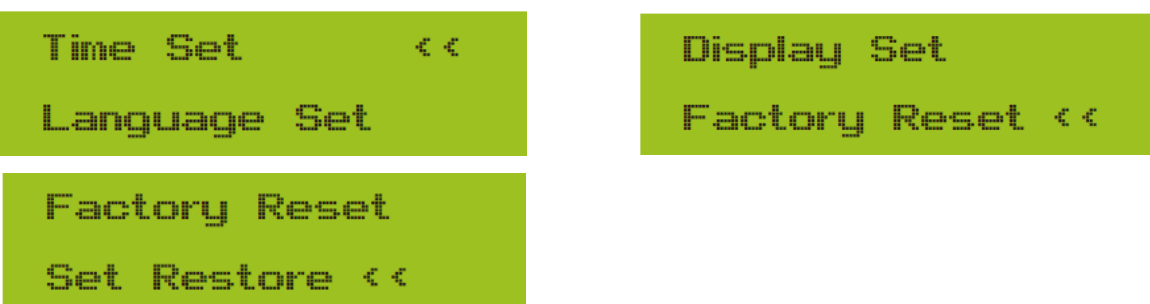 Time Set <<
Language Set
Display Set
Factory Reset <<
Factory Reset
Set Restore <<